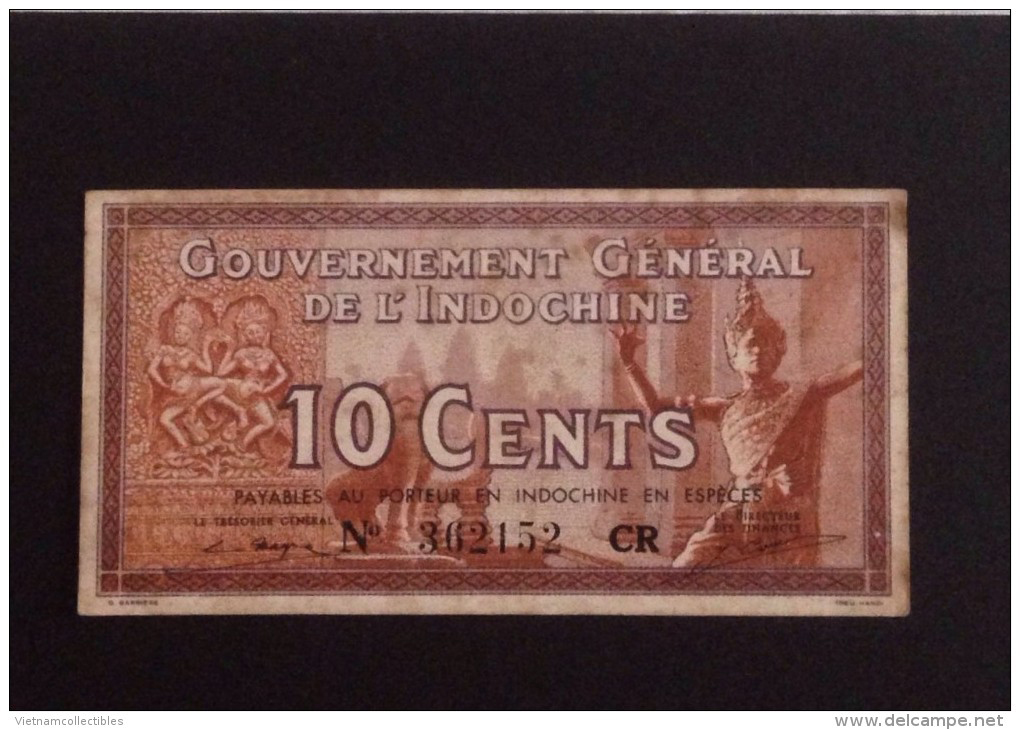 GOUVERNEMENT GÉNÉRAL
DE L'INDOCHINE
10 CENTS
PAYABLES AU PORTEUR EN INDOCHINE EN ESPÈCES
LE TRÉSORIER GÉNÉRAL
LE DIRECTEUR
DES FINANCES
No 362152 CR
Vietnamcollectibles
www.delcampe.net